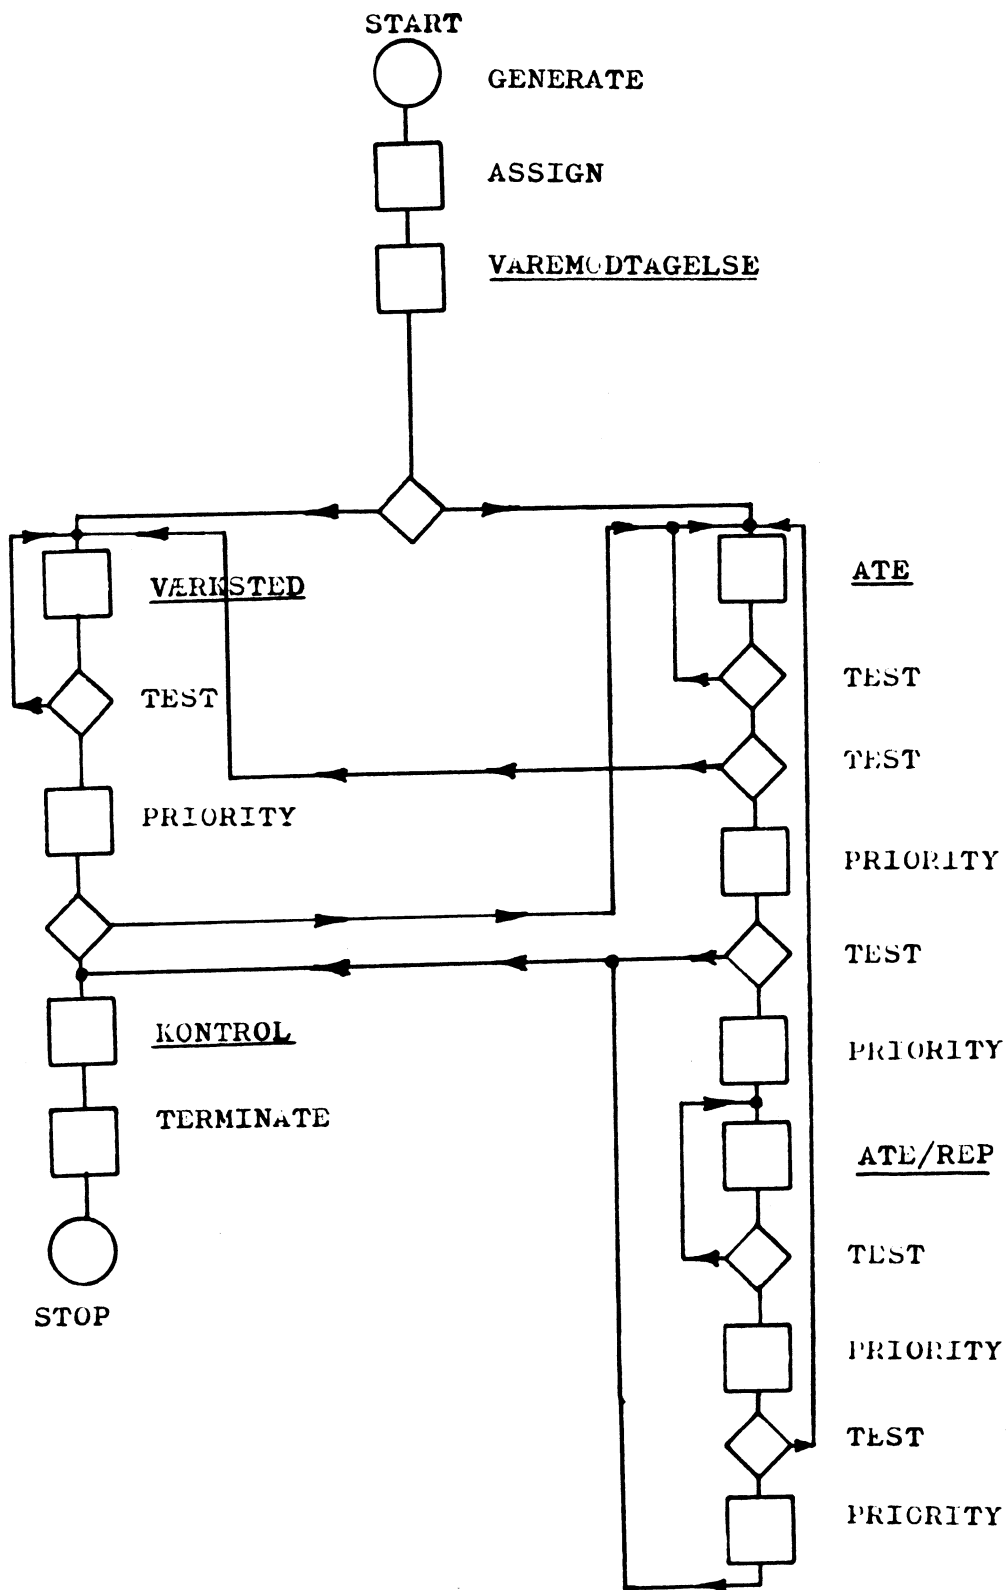 START
GENERATE
ASSIGN
VAREMODTAGELSE
VÆRKSTED
TEST
PRIORITY
KONTROL
TERMINATE
STOP
ATE
TEST
TEST
PRIORITY
TEST
PRIORITY
ATE/REP
TEST
PRIORITY
TEST
PRIORITY